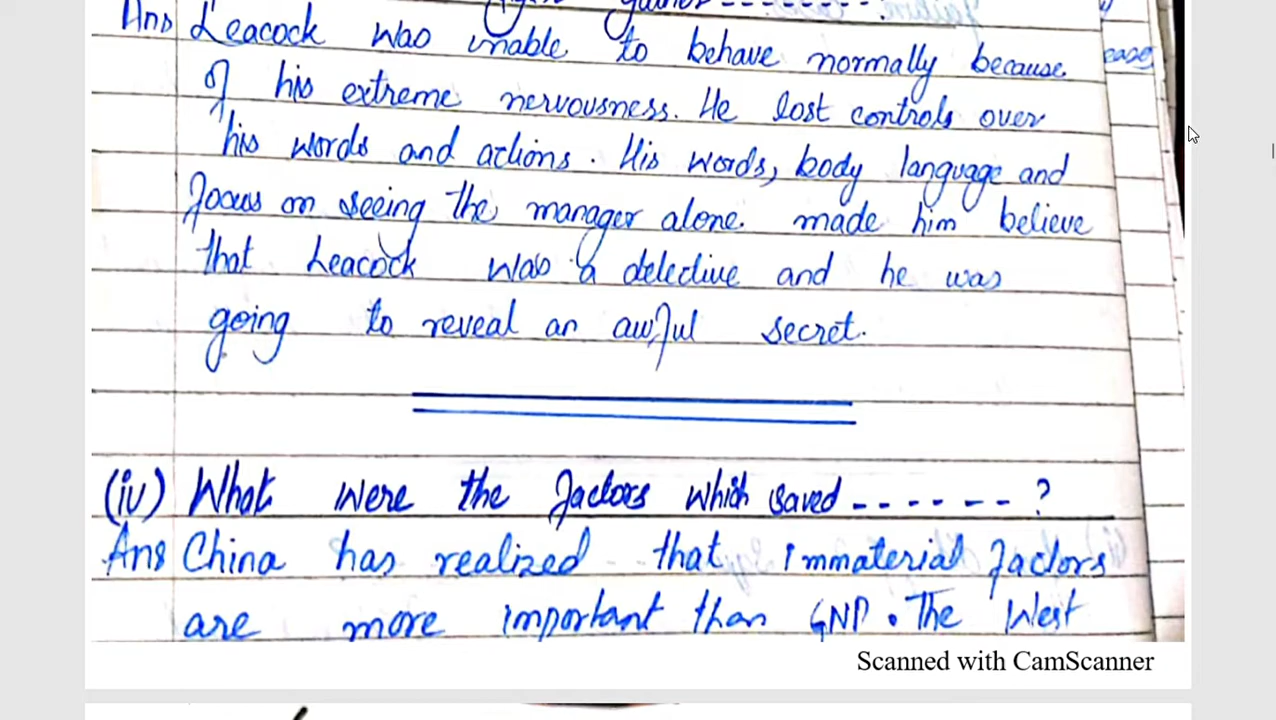 Ans Leacock was unable to behave normally because
of his extreme nervousness. He lost controls over
his words and actions. His words, body language and
focus on seeing the manager alone. made him believe
that Leacock was a detective and he was
going to reveal an awful secret.
(iv) What were the factors which saved ------?
Ans China has realized that immaterial factors
are more important than GNP. The West
Scanned with CamScanner